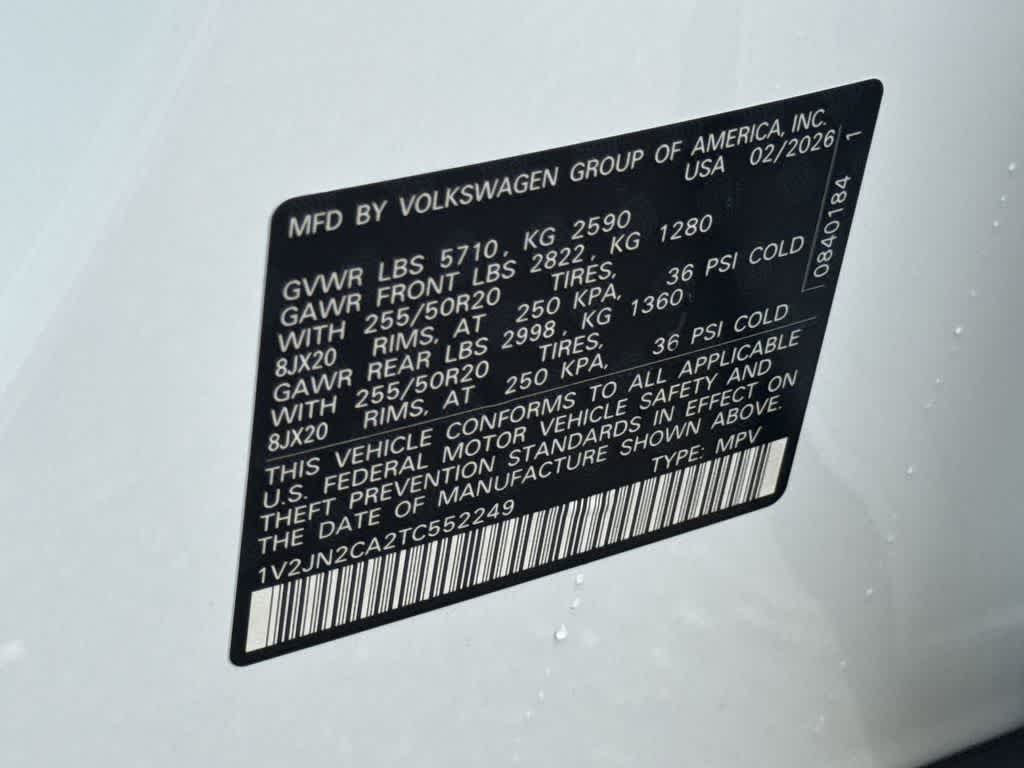 MFD BY VOLKSWAGEN GROUP OF AMERICA, INC.
USA 02/2026
GVWR LBS 5710, KG 2590
GAWR FRONT LBS 2822, KG 1280
WITH 255/50R20 TIRES,
8JX20 RIMS, AT 250 KPA, 36 PSI COLD
GAWR REAR LBS 2998, KG 1360
WITH 255/50R20 TIRES,
8JX20 RIMS, AT 250 KPA, 36 PSI COLD
THIS VEHICLE CONFORMS TO ALL APPLICABLE
U.S. FEDERAL MOTOR VEHICLE SAFETY AND
THEFT PREVENTION STANDARDS IN EFFECT ON
THE DATE OF MANUFACTURE SHOWN ABOVE.
TYPE: MPV
1V2JN2CA2TC552249
0840184 1